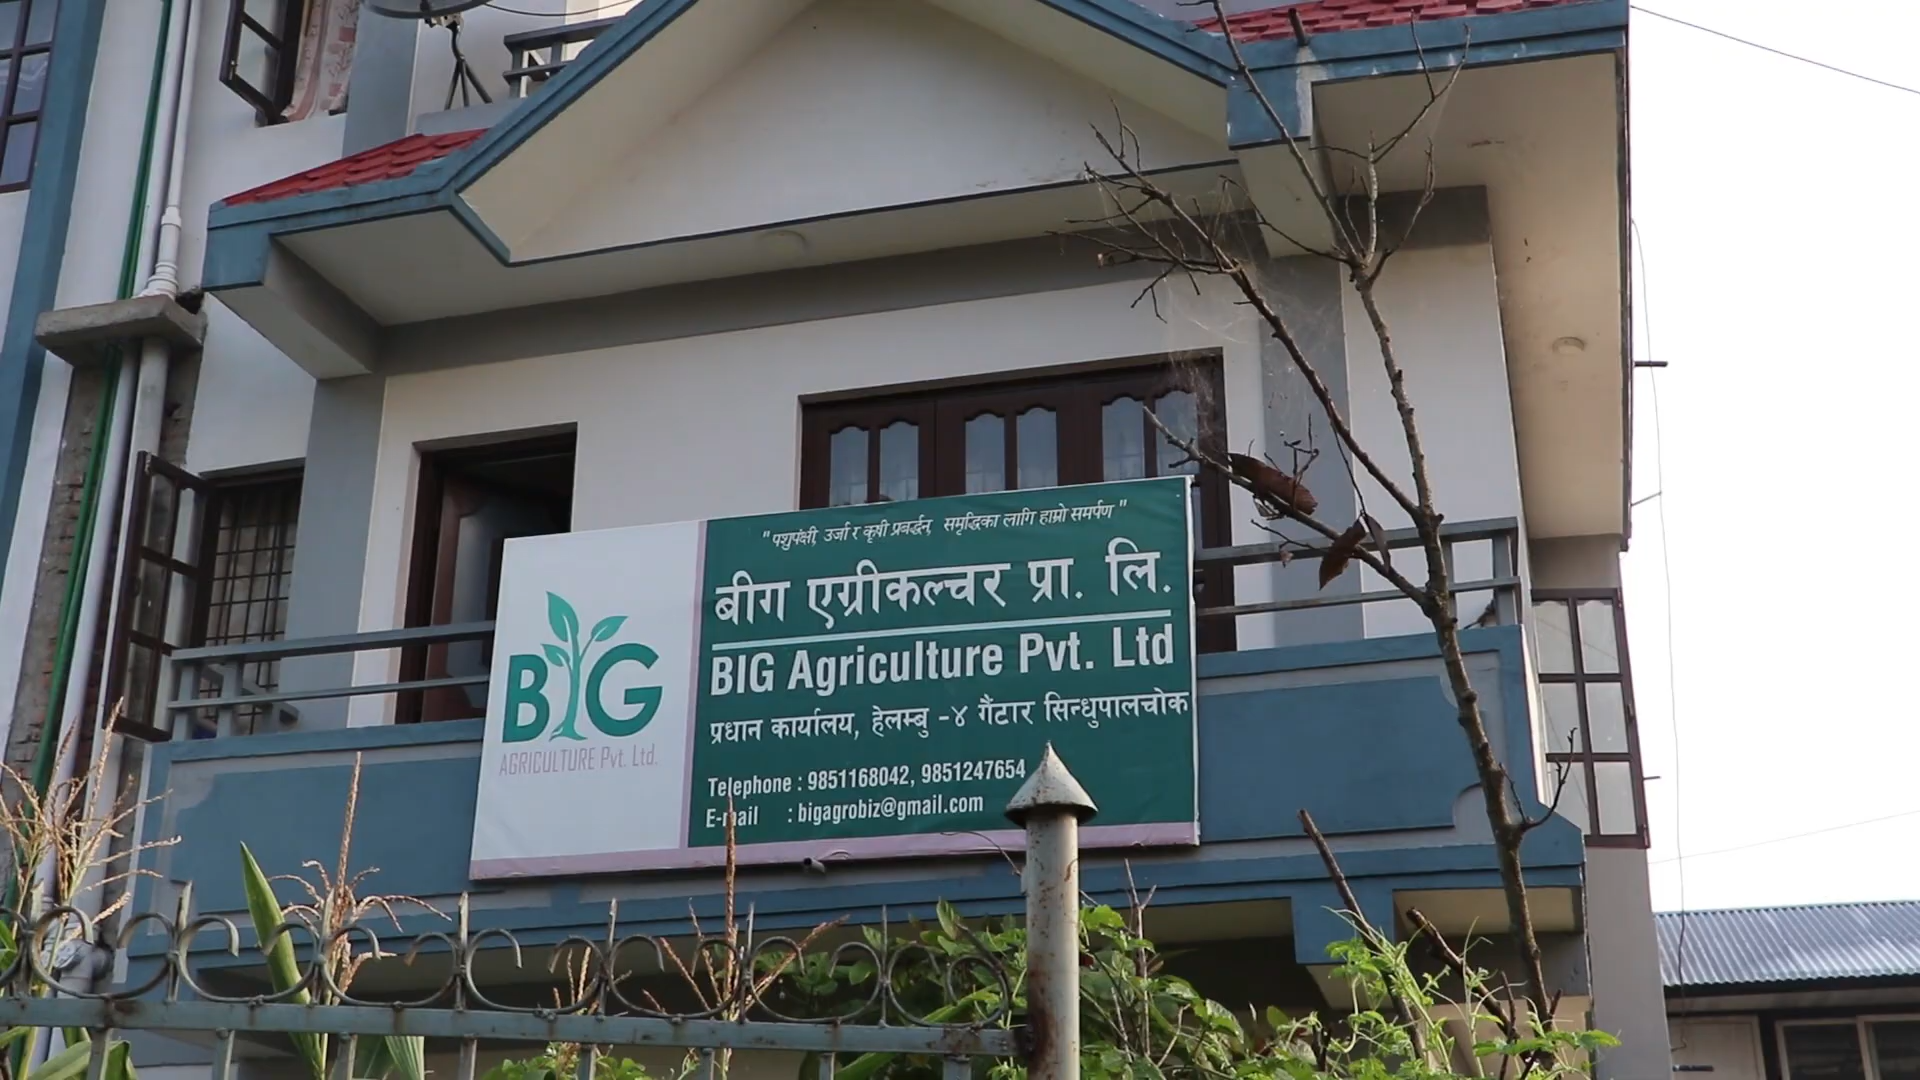 BIG
AGRICULTURE Pvt. Ltd.
"पशुपंक्षी, उर्जा र कृषी प्रबर्द्धन, समृद्धिका लागि हाम्रो समर्पण"
बीग एग्रीकल्चर प्रा. लि.
BIG Agriculture Pvt. Ltd
प्रधान कार्यालय, हेलम्बु -४ गैंटार सिन्धुपालचोक
Telephone : 9851168042, 9851247654
E-mail : bigagrobiz@gmail.com